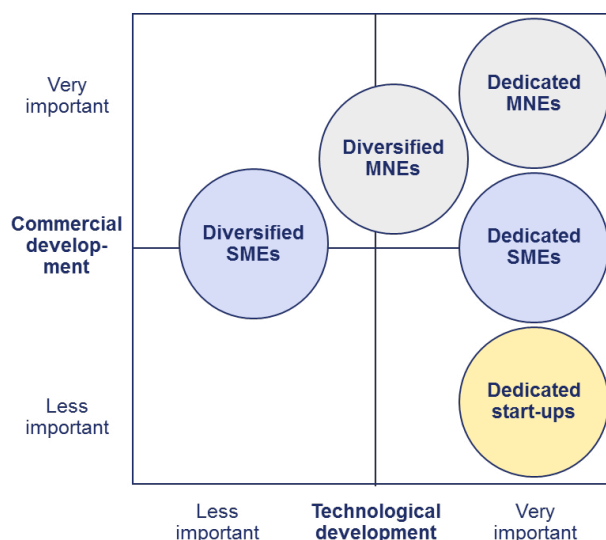 Very
important
Dedicated
MNEs
Diversified
MNEs
Commercial
develop-
ment
Diversified
SMEs
Dedicated
SMEs
Less
important
Dedicated
start-ups
Less
important
Technological
development
Very
important